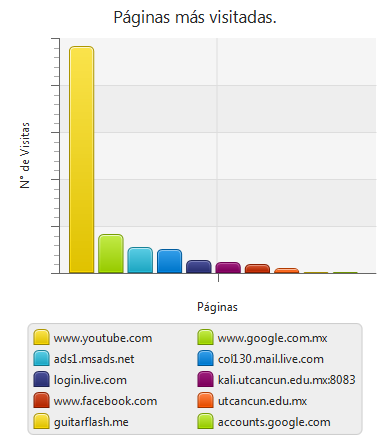 Páginas más visitadas.
N° de Visitas
Páginas
www.youtube.com
www.google.com.mx
ads1.msads.net
col130.mail.live.com
login.live.com
kali.utcancun.edu.mx:8083
www.facebook.com
utcancun.edu.mx
guitarflash.me
accounts.google.com